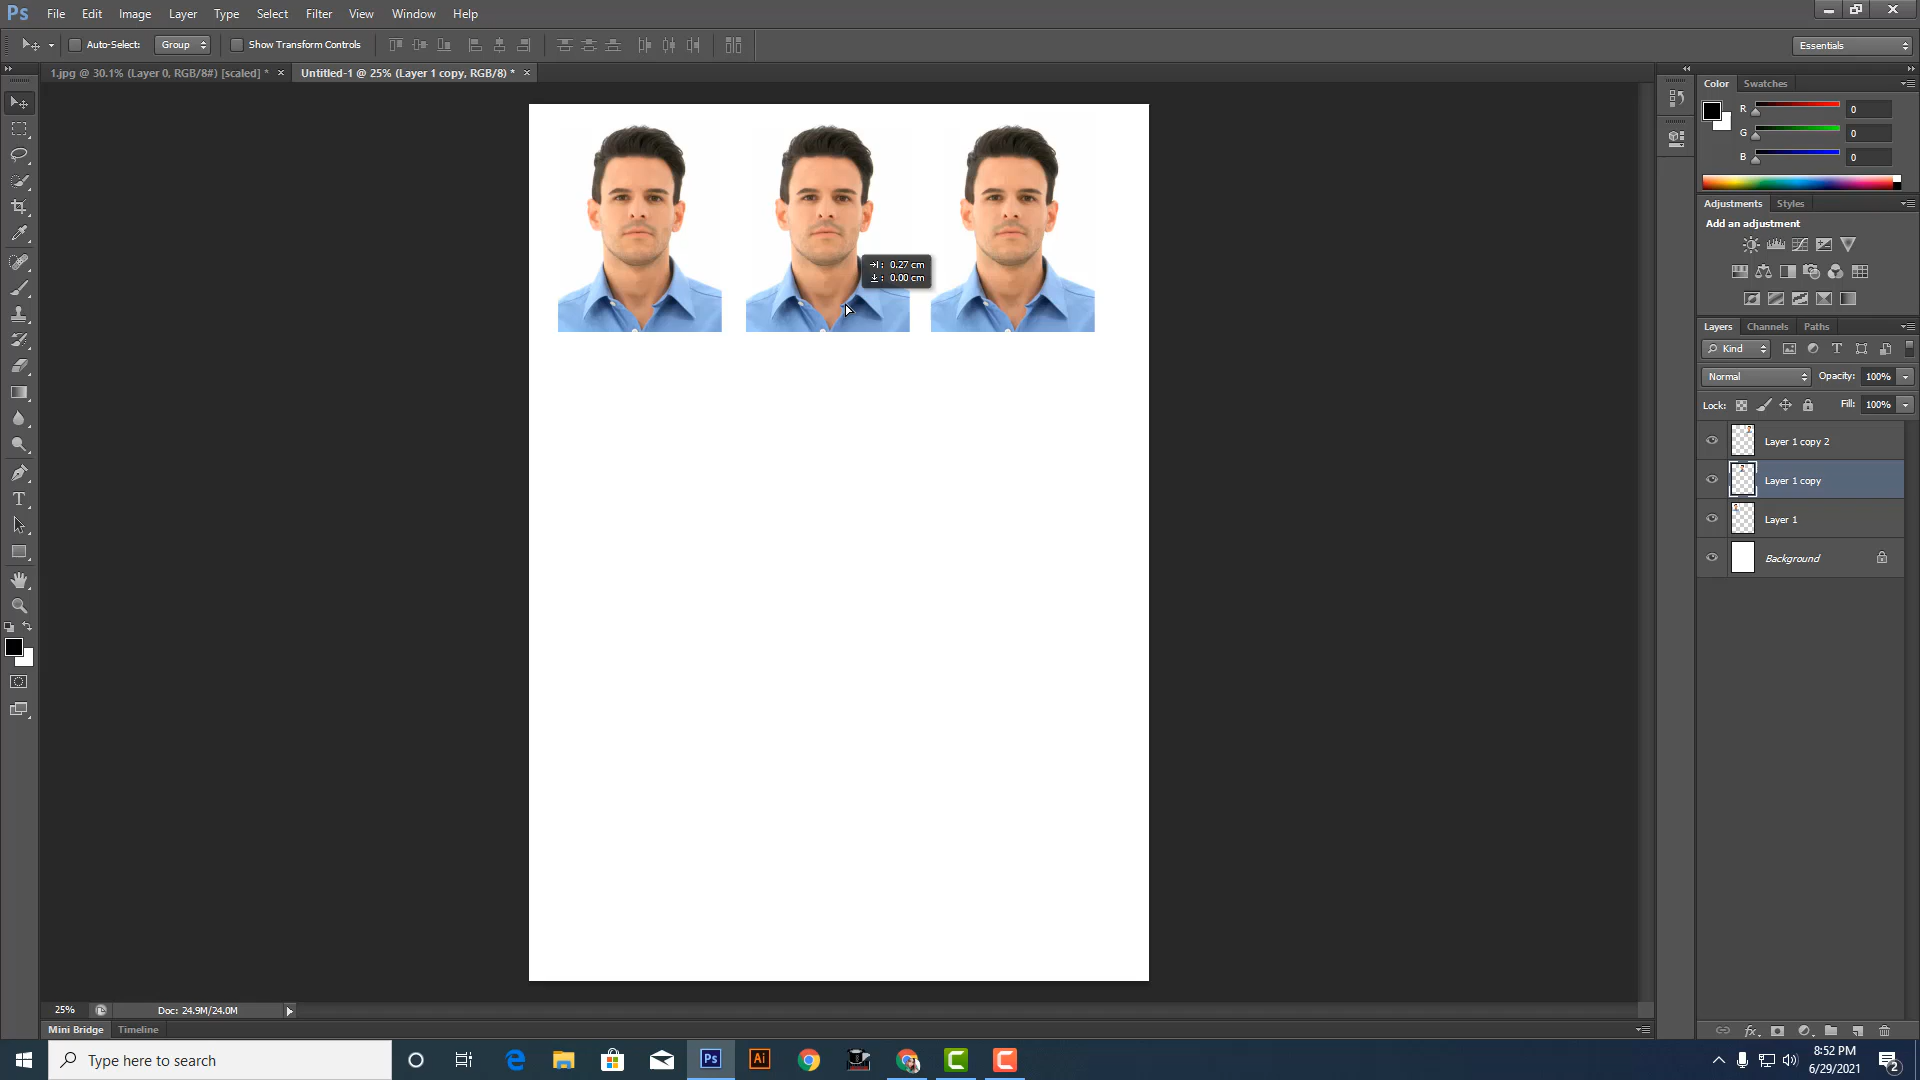 Ps File Edit Image Layer Type Select Filter View Window Help
Auto-Select: Group Show Transform Controls Essentials
1.jpg @ 30.1% (Layer 0, RGB/8#) [scaled] * × Untitled-1 @ 25% (Layer 1 copy, RGB/8) * ×
Color Swatches
R 0
G 0
B 0
Adjustments Styles
Add an adjustment
→|: 0.27 cm
0.00 cm
Layers Channels Paths
Kind
Normal Opacity: 100%
Lock: Fill: 100%
Layer 1 copy 2
Layer 1 copy
Layer 1
Background
25% Doc: 24.9M/24.0M
Mini Bridge Timeline
Type here to search
Ps Ai
8:52 PM
6/29/2021
2